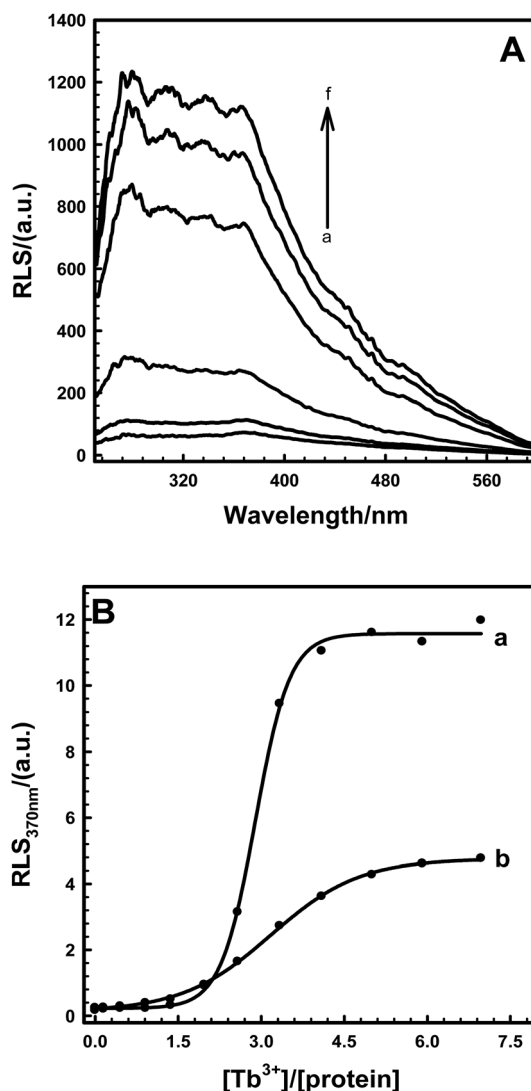 A
1400
1200
1000
800
600
400
200
0
RLS/(a.u.)
f
a
320 400 480 560
Wavelength/nm
B
12
10
8
6
4
2
0
RLS370nm/(a.u.)
a
b
0.0 1.5 3.0 4.5 6.0 7.5
[Tb3+]/[protein]